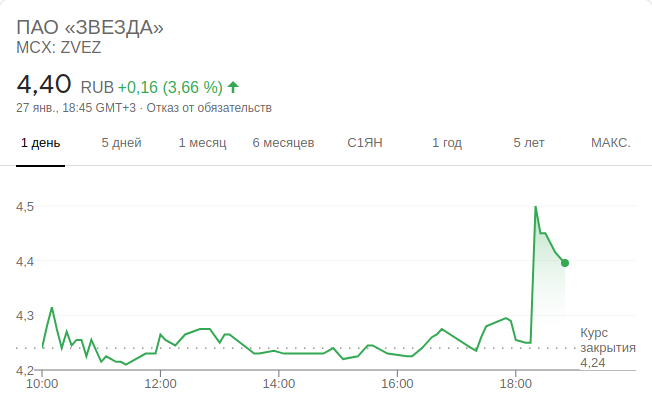 ПАО «ЗВЕЗДА»
MCX: ZVEZ
4,40 RUB +0,16 (3,66 %)
27 янв., 18:45 GMT+3 · Отказ от обязательств
1 день 5 дней 1 месяц 6 месяцев С1ЯН 1 год 5 лет МАКС.
4,5
4,4
4,3
Курс
закрытия
4,24
4,2
10:00 12:00 14:00 16:00 18:00